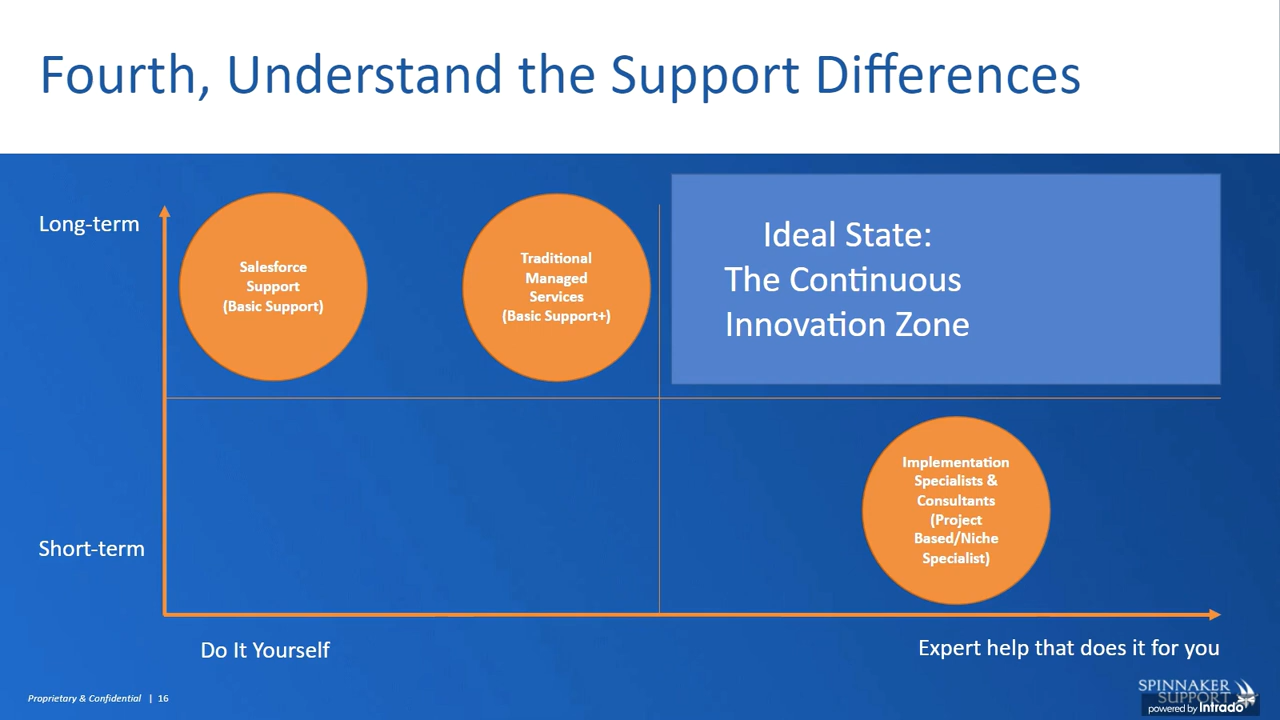 Fourth, Understand the Support Differences
Long-term
Salesforce
Support
(Basic Support)
Traditional
Managed
Services
(Basic Support+)
Ideal State:
The Continuous
Innovation Zone
Implementation
Specialists &
Consultants
(Project
Based/Niche
Specialist)
Short-term
Do It Yourself
Expert help that does it for you
Proprietary & Confidential | 16
SPINNAKER
SUPPORT
powered by Intrado